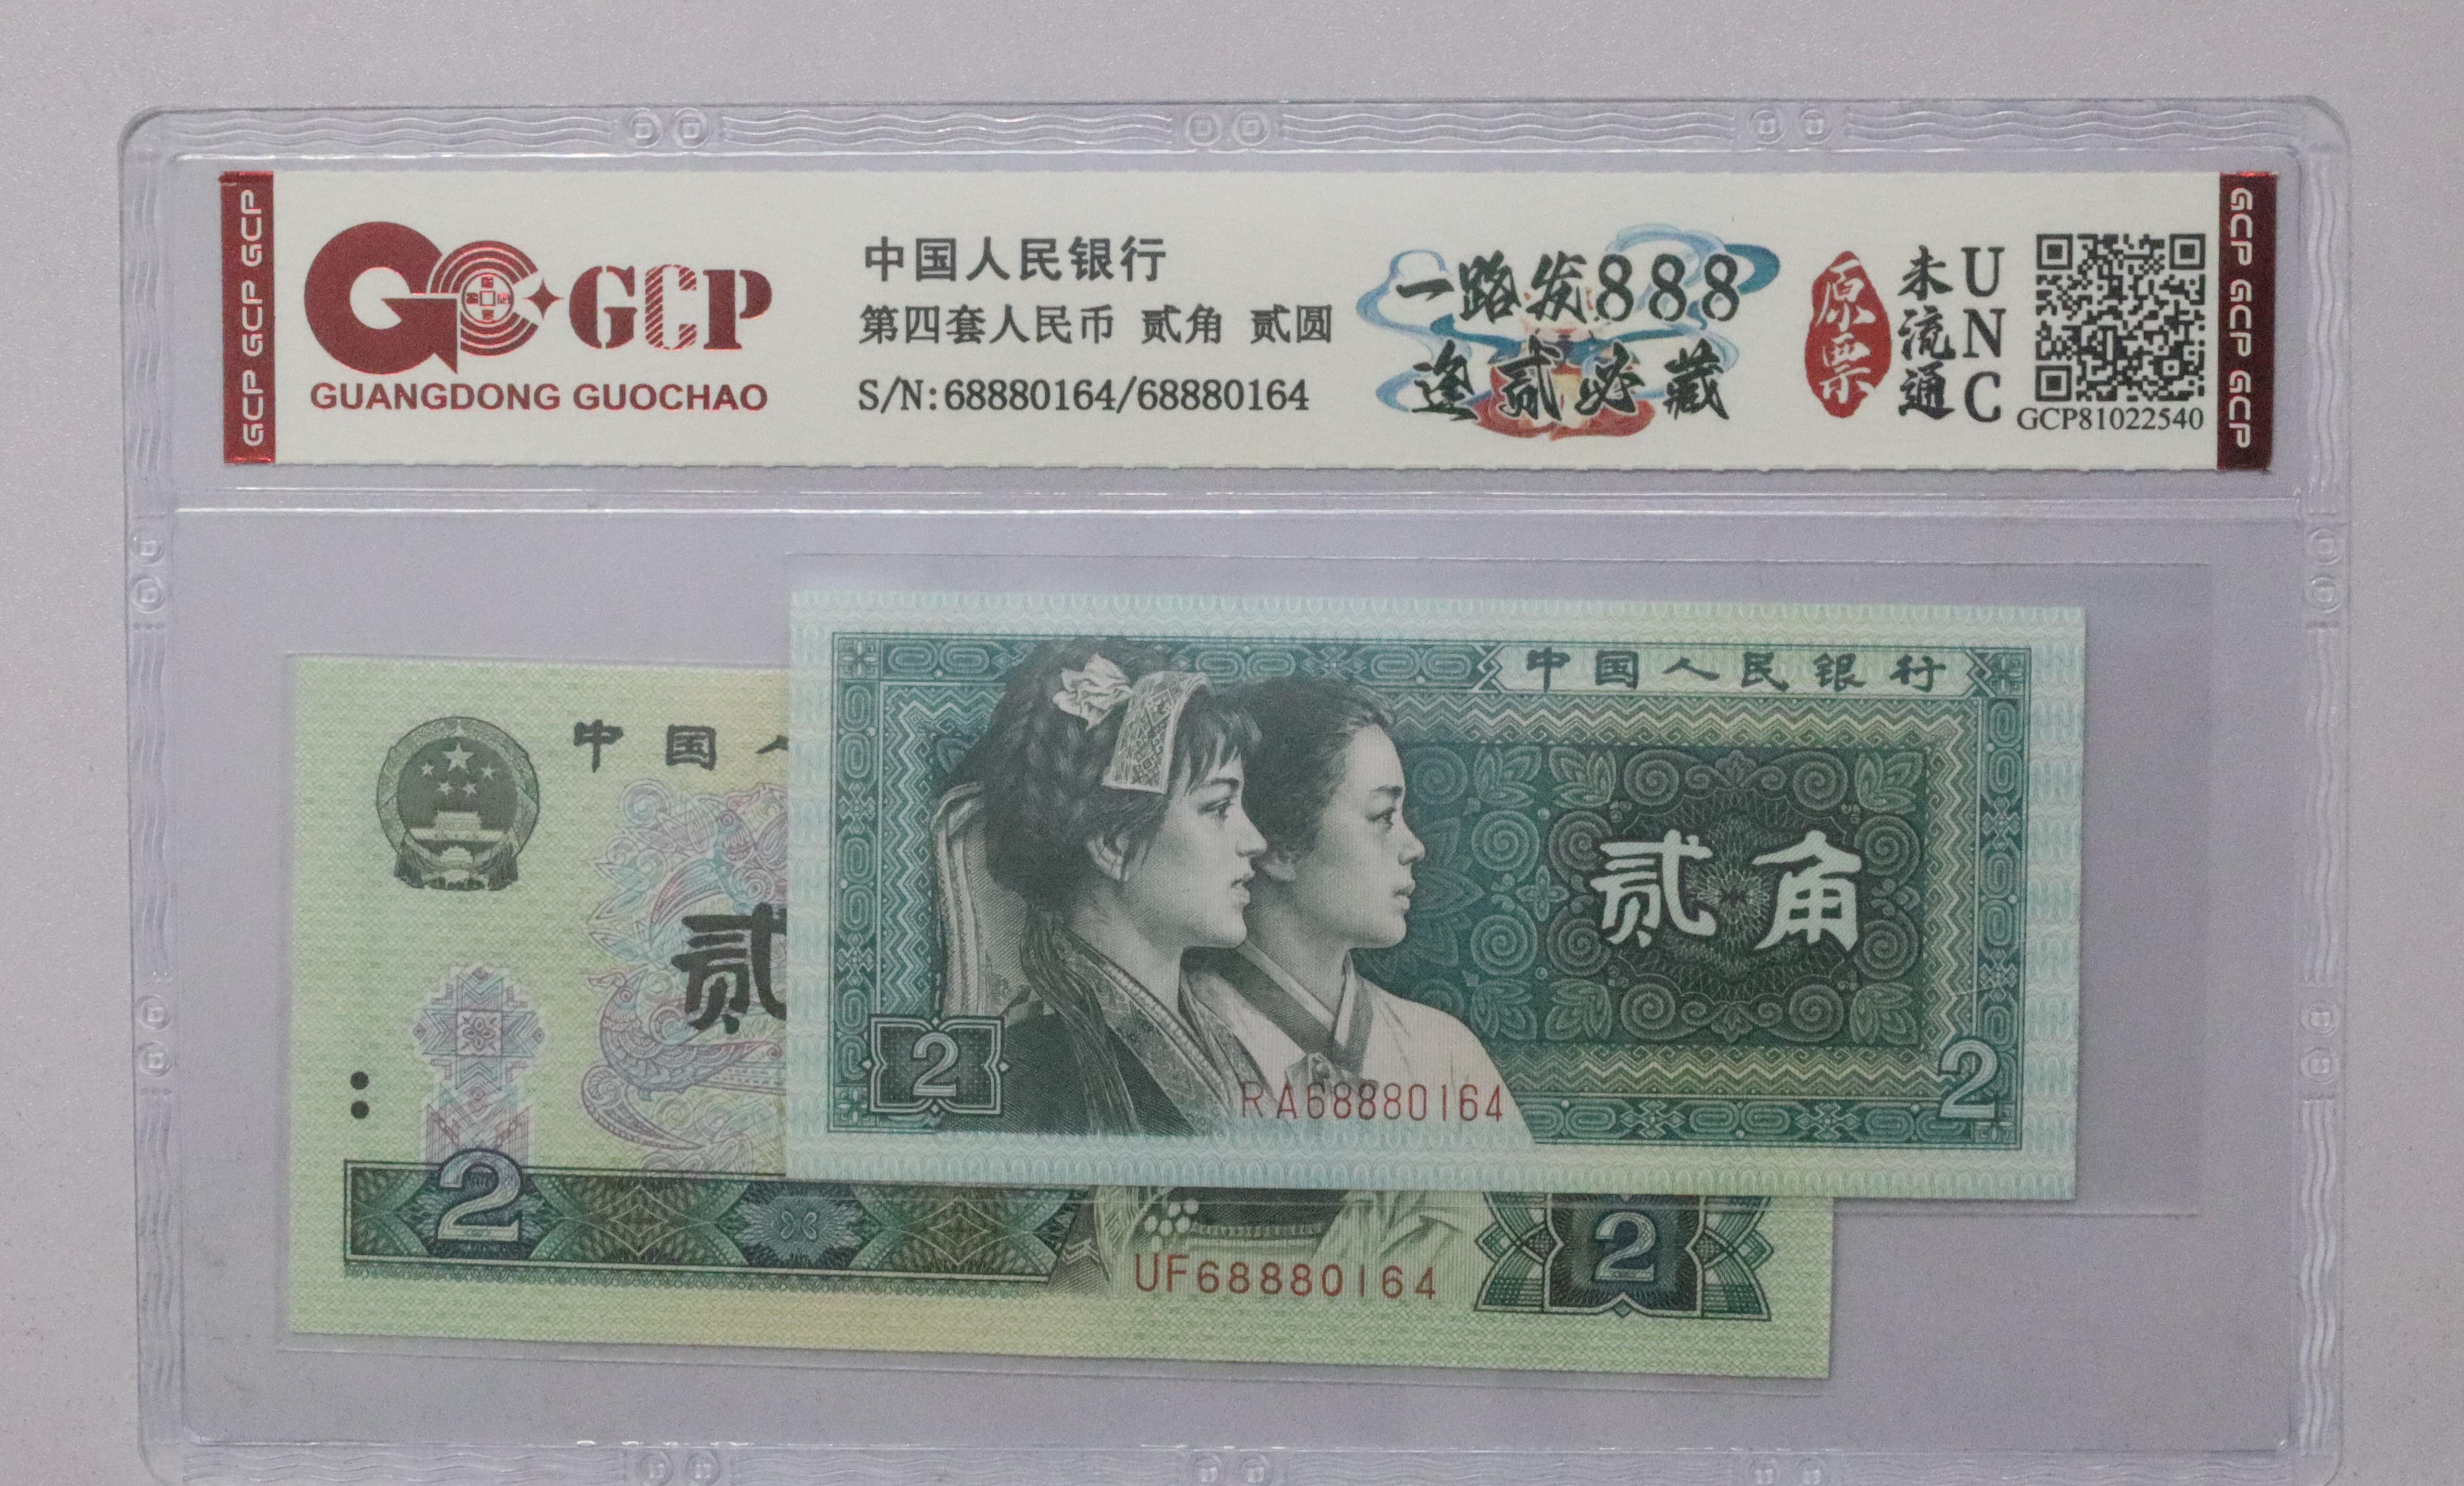 GCP GCP GCP
GCP
GUANGDONG GUOCHAO
中国人民银行
第四套人民币 贰角 贰圆
S/N:68880164/68880164
一路发888
逢贰必藏
原票
未流通
UNC
GCP81022540
GCP GCP GCP
中国人民银行
贰角
2
2
RA68880164
中国人
贰
2
2
UF68880164